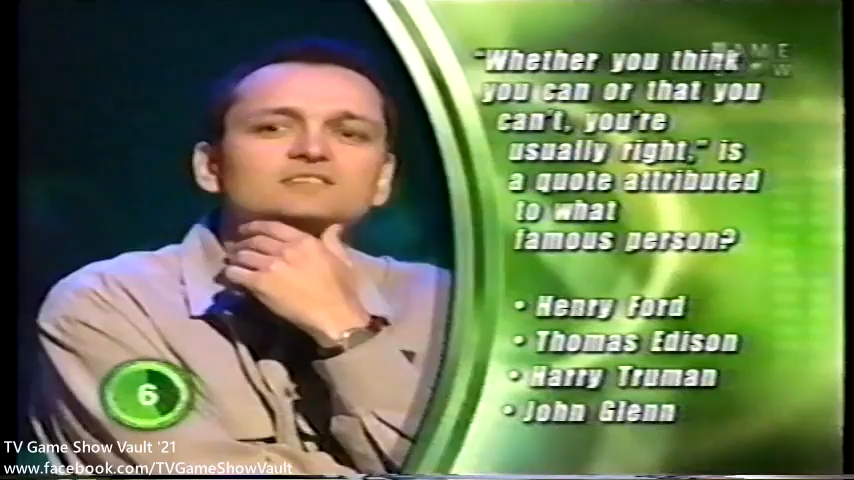 "Whether you think
you can or that you
can't, you're
usually right," is
a quote attributed
to what
famous person?
• Henry Ford
• Thomas Edison
• Harry Truman
• John Glenn
6
TV Game Show Vault '21
www.facebook.com/TVGameShowVault